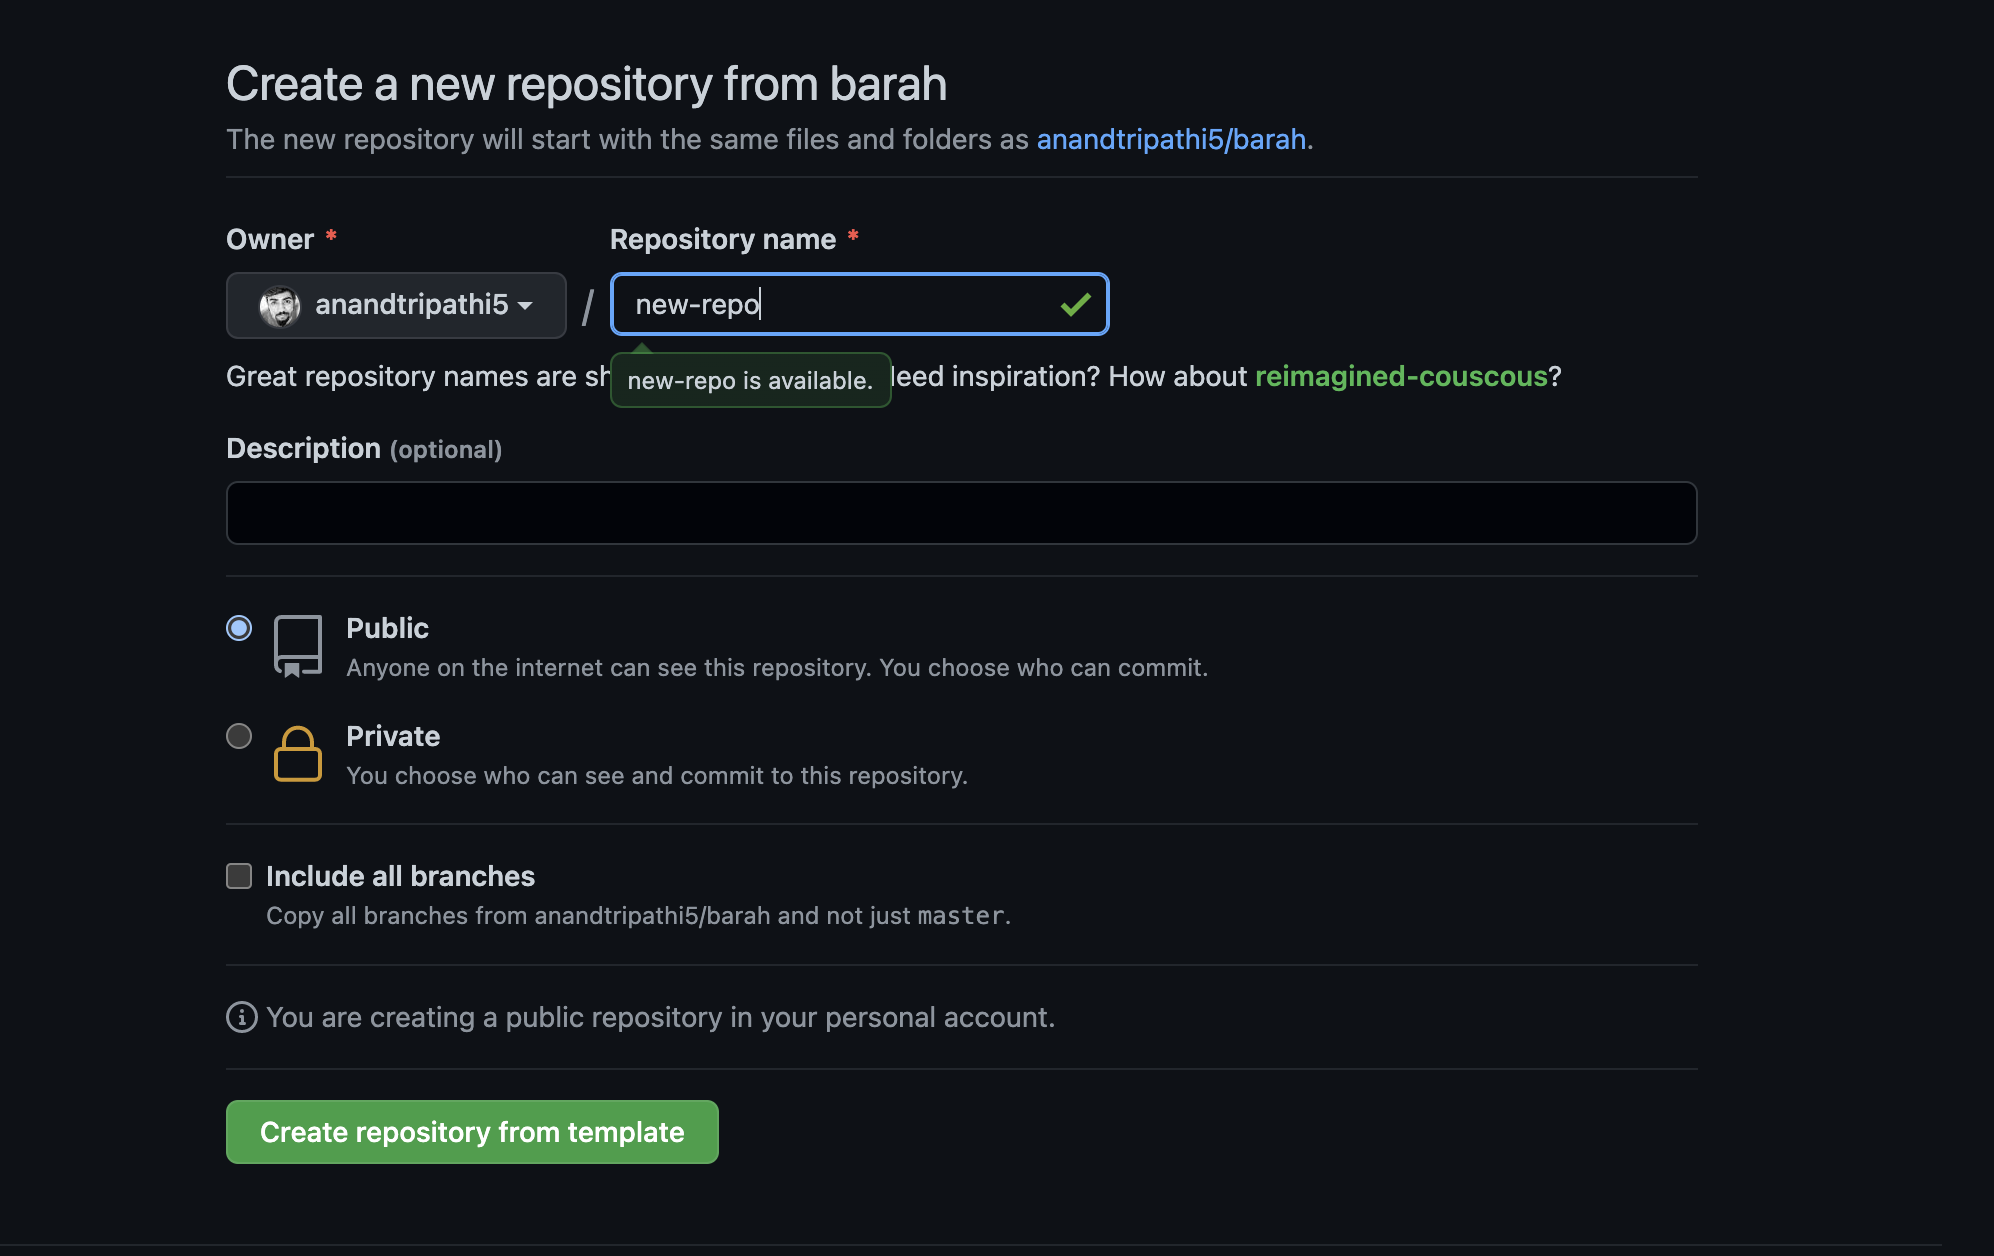 Create a new repository from barah
The new repository will start with the same files and folders as anandtripathi5/barah.
Owner * Repository name *
anandtripathi5 / new-repo
Great repository names are eed inspiration? How about reimagined-couscous?
new-repo is available.
Description (optional)
Public
Anyone on the internet can see this repository. You choose who can commit.
Private
You choose who can see and commit to this repository.
Include all branches
Copy all branches from anandtripathi5/barah and not just master.
You are creating a public repository in your personal account.
Create repository from template